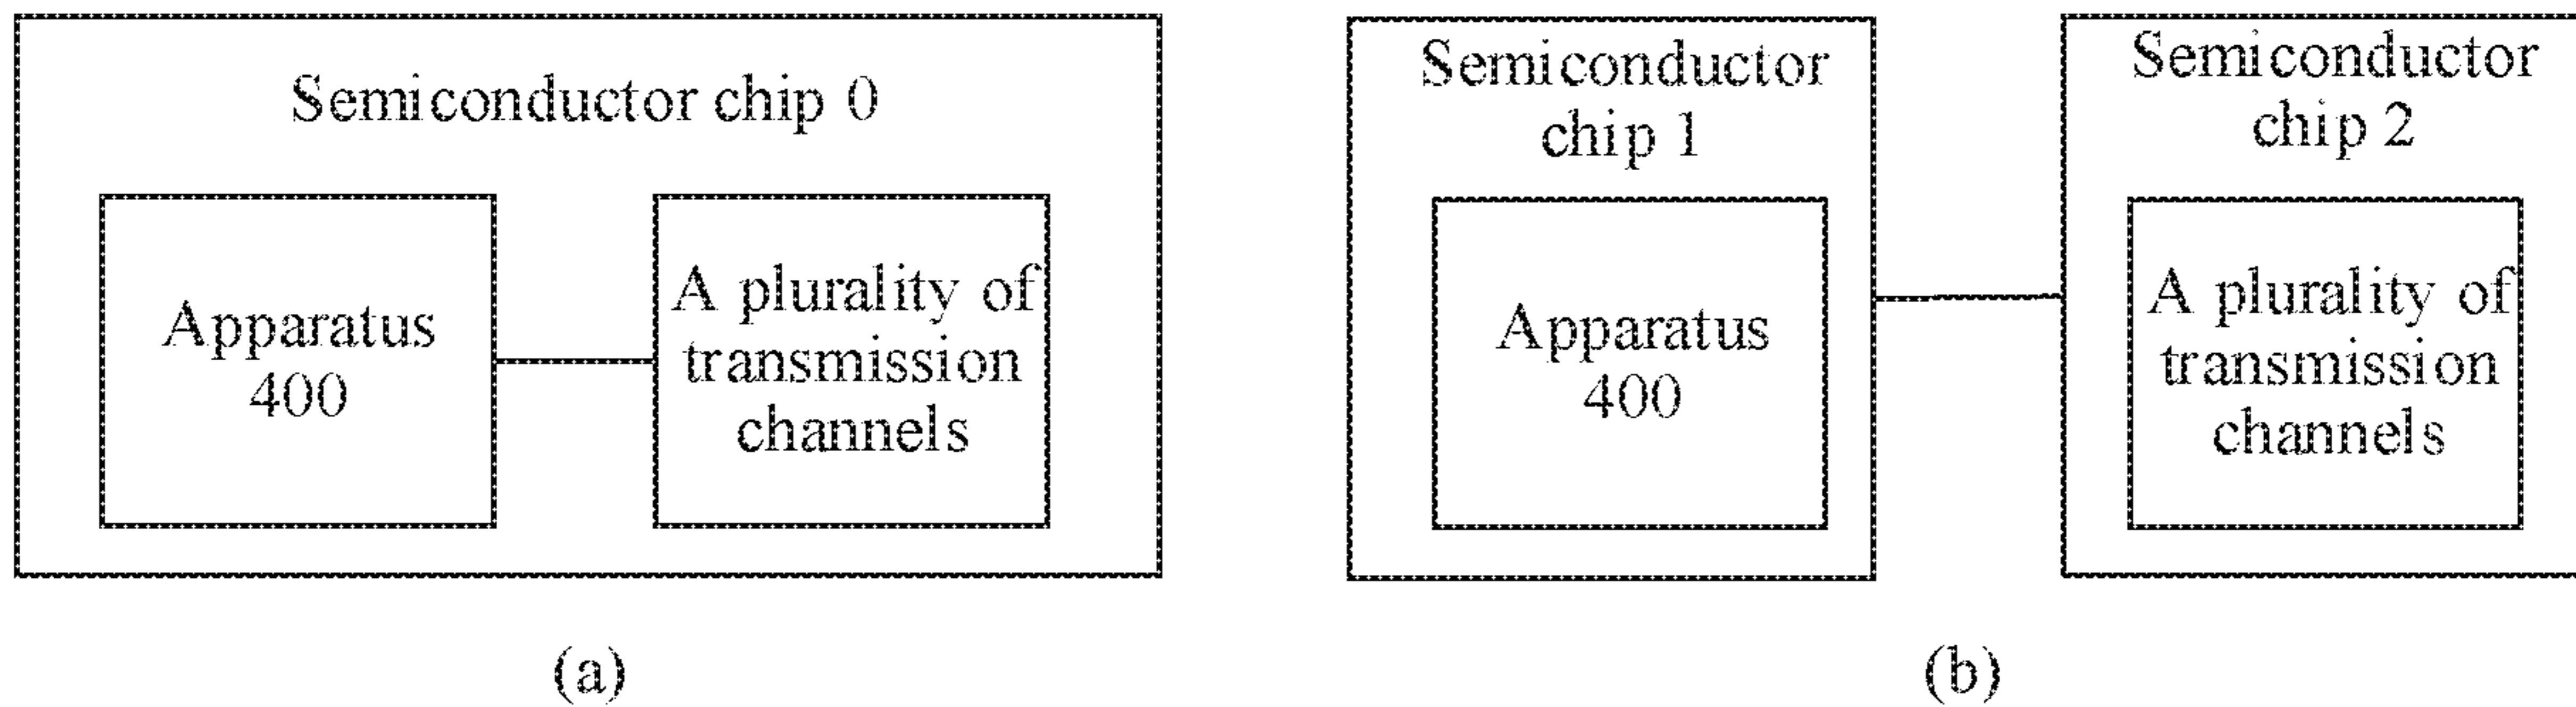 Semiconductor chip 0
Apparatus
400
A plurality of
transmission
channels
(a)
Semiconductor
chip 1
Apparatus
400
Semiconductor
chip 2
A plurality of
transmission
channels
(b)